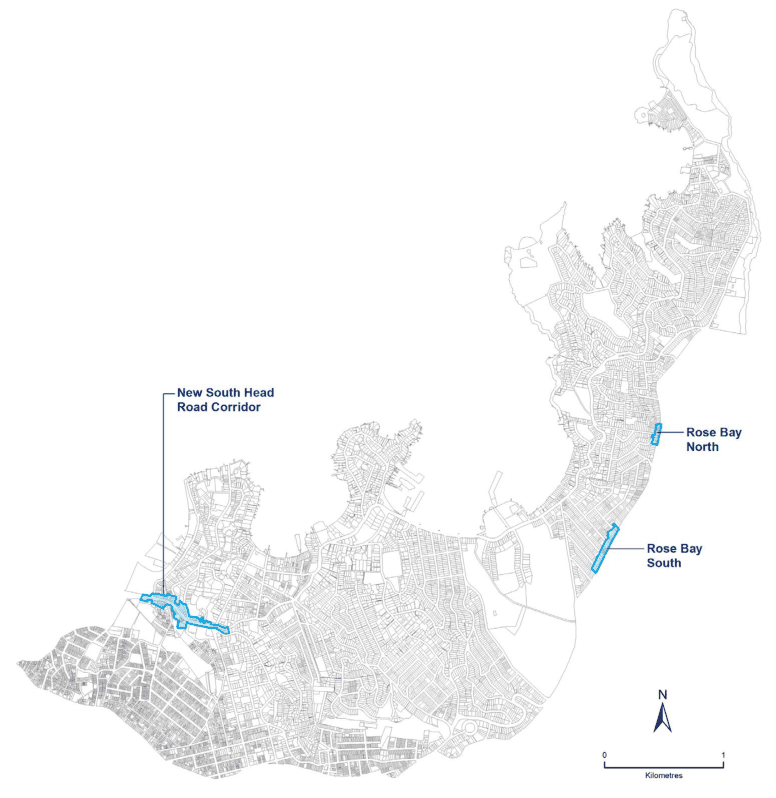 New South Head
Road Corridor
Rose Bay
North
Rose Bay
South
N
0 1
Kilometres